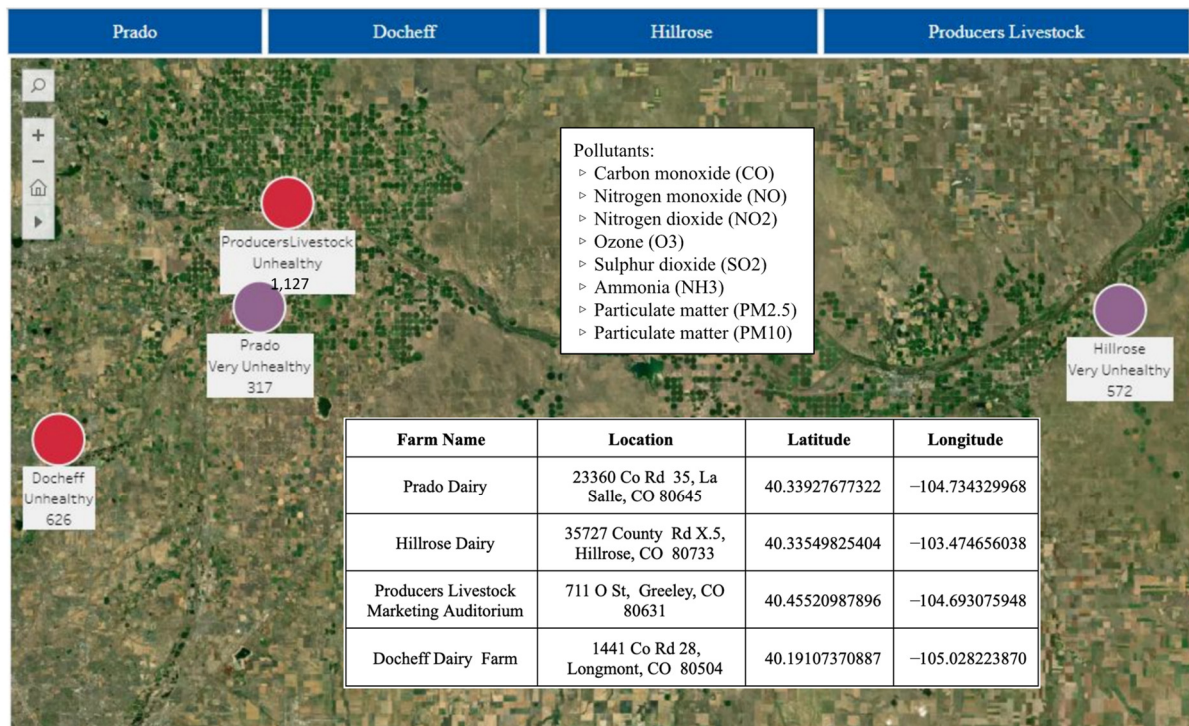 Prado Docheff Hillrose Producers Livestock
Pollutants:
▹ Carbon monoxide (CO)
▹ Nitrogen monoxide (NO)
▹ Nitrogen dioxide (NO2)
▹ Ozone (O3)
▹ Sulphur dioxide (SO2)
▹ Ammonia (NH3)
▹ Particulate matter (PM2.5)
▹ Particulate matter (PM10)
ProducersLivestock
Unhealthy
1,127
Prado
Very Unhealthy
317
Hillrose
Very Unhealthy
572
Docheff
Unhealthy
626
Farm Name Location Latitude Longitude
Prado Dairy 23360 Co Rd 35, La
Salle, CO 80645 40.33927677322 −104.734329968
Hillrose Dairy 35727 County Rd X.5,
Hillrose, CO 80733 40.33549825404 −103.474656038
Producers Livestock
Marketing Auditorium 711 O St, Greeley, CO
80631 40.45520987896 −104.693075948
Docheff Dairy Farm 1441 Co Rd 28,
Longmont, CO 80504 40.19107370887 −105.028223870